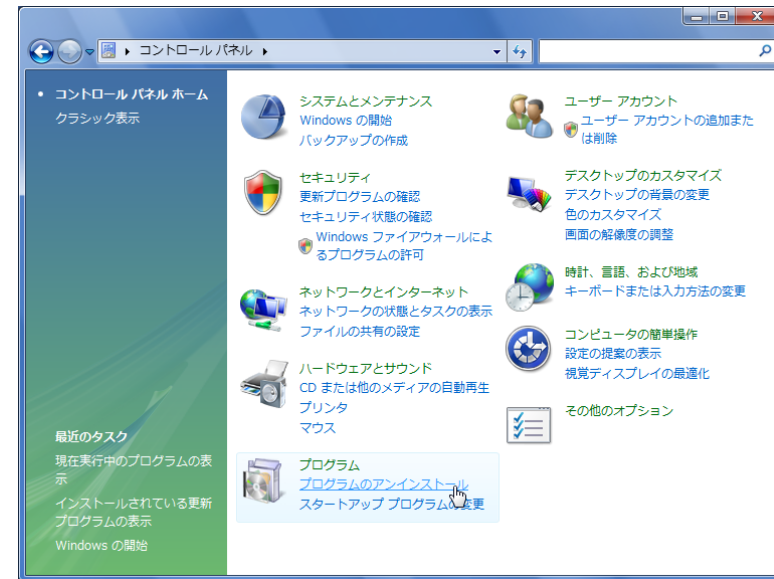 コントロール パネル
コントロール パネル ホーム
クラシック表示
最近のタスク
現在実行中のプログラムの表
示
インストールされている更新
プログラムの表示
Windows の開始
システムとメンテナンス
Windows の開始
バックアップの作成
セキュリティ
更新プログラムの確認
セキュリティ状態の確認
Windows ファイアウォールによ
るプログラムの許可
ネットワークとインターネット
ネットワークの状態とタスクの表示
ファイルの共有の設定
ハードウェアとサウンド
CD または他のメディアの自動再生
プリンタ
マウス
プログラム
プログラムのアンインストール
スタートアップ プログラムの変更
ユーザー アカウント
ユーザー アカウントの追加また
は削除
デスクトップのカスタマイズ
デスクトップの背景の変更
色のカスタマイズ
画面の解像度の調整
時計、言語、および地域
キーボードまたは入力方法の変更
コンピュータの簡単操作
設定の提案の表示
視覚ディスプレイの最適化
その他のオプション